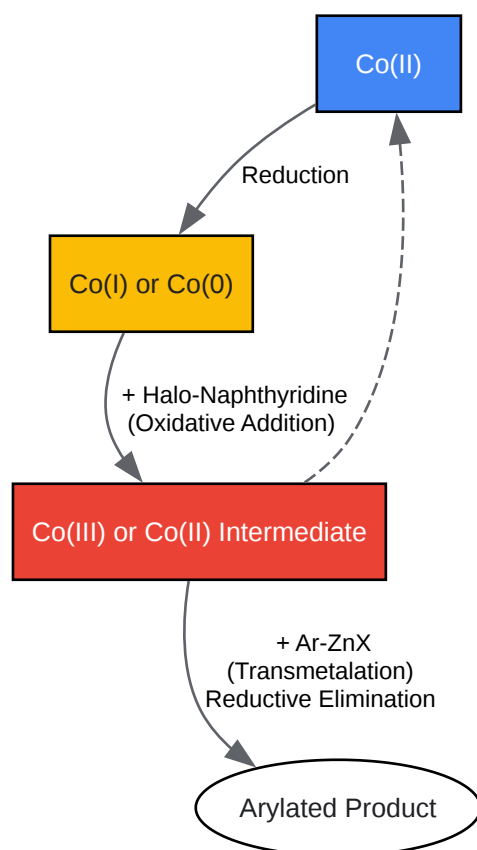 Co(II)
Reduction
Co(I) or Co(0)
+ Halo-Naphthyridine
(Oxidative Addition)
Co(III) or Co(II) Intermediate
+ Ar-ZnX
(Transmetalation)
Reductive Elimination
Arylated Product